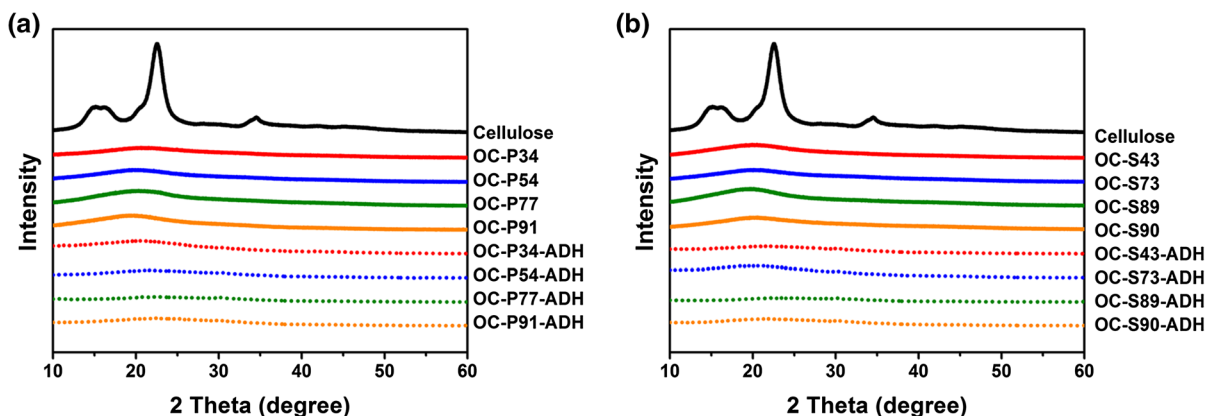 (a)
Intensity
Cellulose
OC-P34
OC-P54
OC-P77
OC-P91
OC-P34-ADH
OC-P54-ADH
OC-P77-ADH
OC-P91-ADH
10 20 30 40 50 60
2 Theta (degree)
(b)
Intensity
Cellulose
OC-S43
OC-S73
OC-S89
OC-S90
OC-S43-ADH
OC-S73-ADH
OC-S89-ADH
OC-S90-ADH
10 20 30 40 50 60
2 Theta (degree)